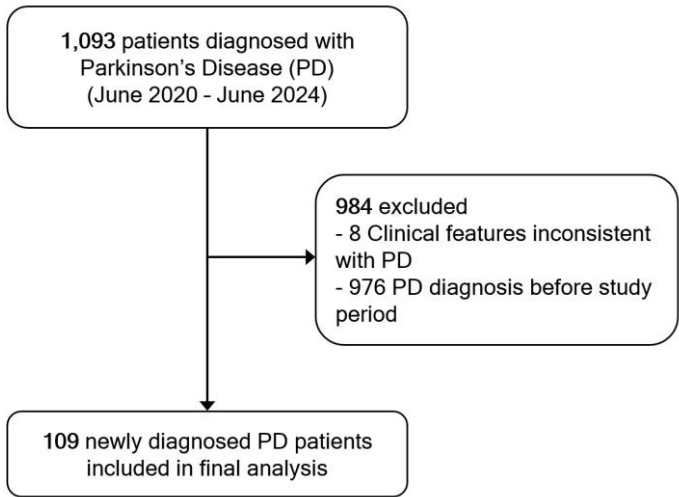 1,093 patients diagnosed with
Parkinson's Disease (PD)
(June 2020 - June 2024)
984 excluded
- 8 Clinical features inconsistent
with PD
- 976 PD diagnosis before study
period
109 newly diagnosed PD patients
included in final analysis